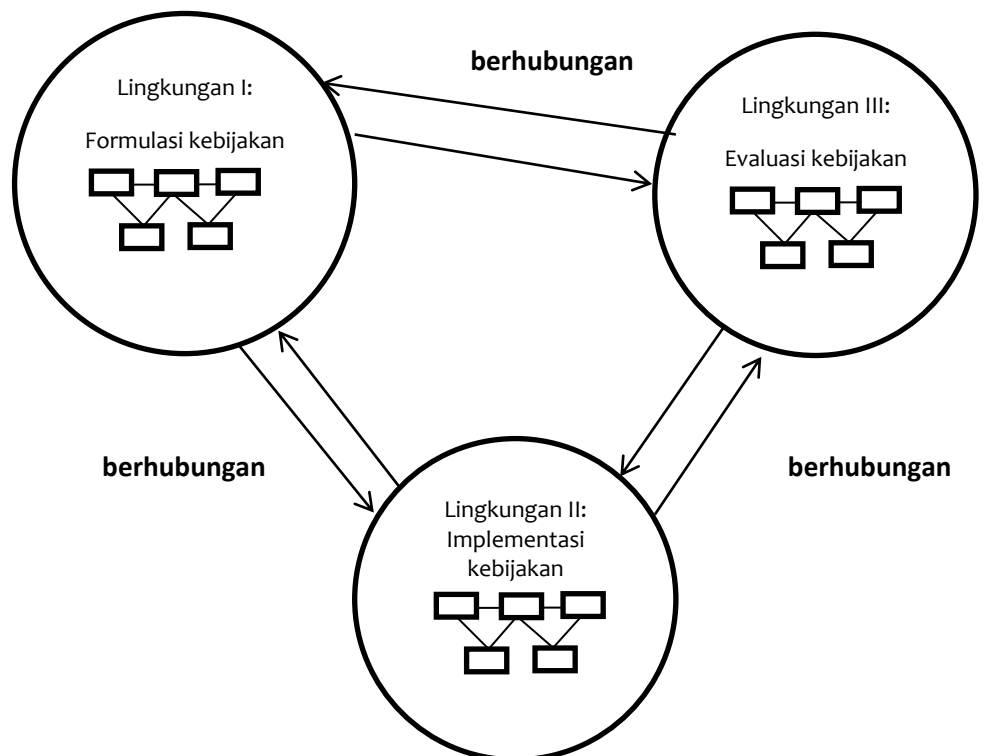 berhubungan
Lingkungan I:
Formulasi kebijakan
Lingkungan III:
Evaluasi kebijakan
berhubungan
berhubungan
Lingkungan II:
Implementasi
kebijakan